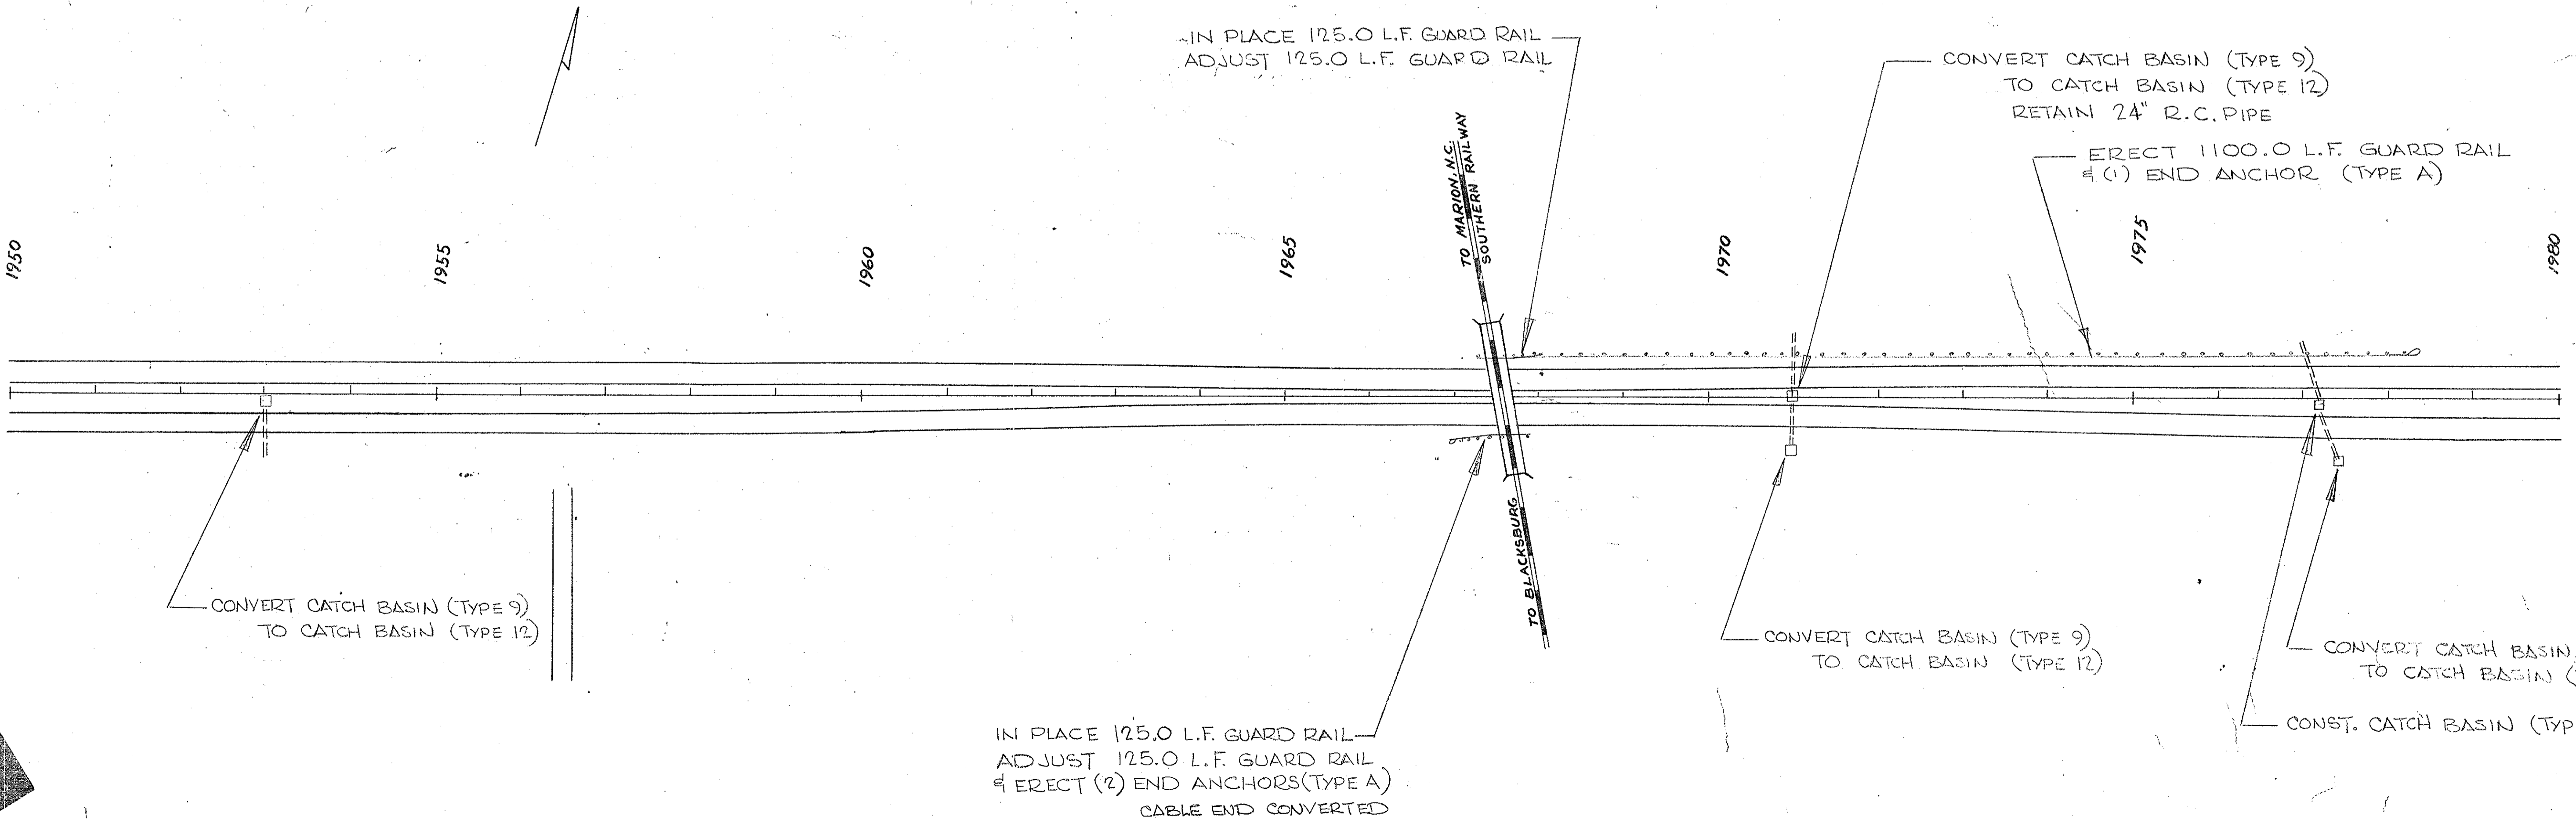 IN PLACE 125.0 L.F. GUARD RAIL
ADJUST 125.0 L.F. GUARD RAIL
CONVERT CATCH BASIN (TYPE 9)
TO CATCH BASIN (TYPE 12)
RETAIN 24" R.C. PIPE
ERECT 1100.0 L.F. GUARD RAIL
& (1) END ANCHOR (TYPE A)
TO MARION, N.C.
SOUTHERN RAILWAY
1950
1955
1960
1965
1970
1975
1980
TO BLACKSBURG
CONVERT CATCH BASIN (TYPE 9)
TO CATCH BASIN (TYPE 12)
CONVERT CATCH BASIN (TYPE 9)
TO CATCH BASIN (TYPE 12)
CONVERT CATCH BASIN
TO CATCH BASIN (
CONST. CATCH BASIN (TYP
IN PLACE 125.0 L.F. GUARD RAIL
ADJUST 125.0 L.F. GUARD RAIL
& ERECT (2) END ANCHORS (TYPE A)
CABLE END CONVERTED